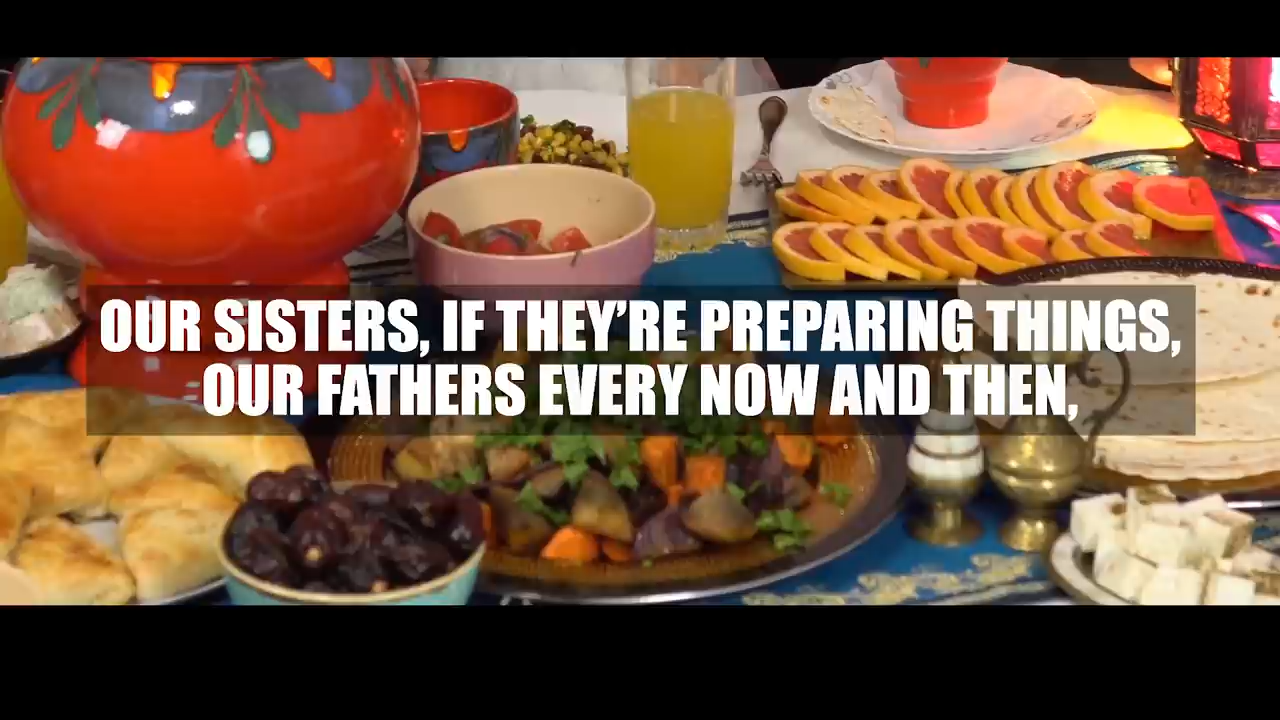 OUR SISTERS, IF THEY’RE PREPARING THINGS,
OUR FATHERS EVERY NOW AND THEN,